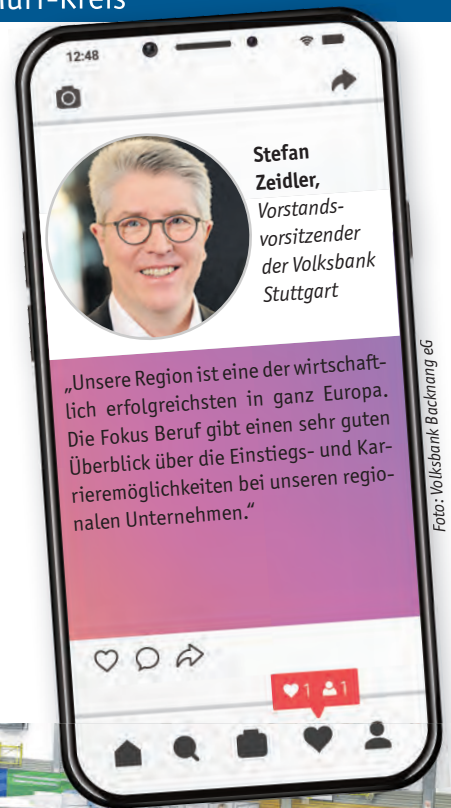 12:48
Stefan
Zeidler,
Vorstands-
vorsitzender
der Volksbank
Stuttgart
„Unsere Region ist eine der wirtschaft-
lich erfolgreichsten in ganz Europa.
Die Fokus Beruf gibt einen sehr guten
Überblick über die Einstiegs- und Kar-
rieremöglichkeiten bei unseren regio-
nalen Unternehmen.“
1 1
Foto: Volksbank Backnang eG